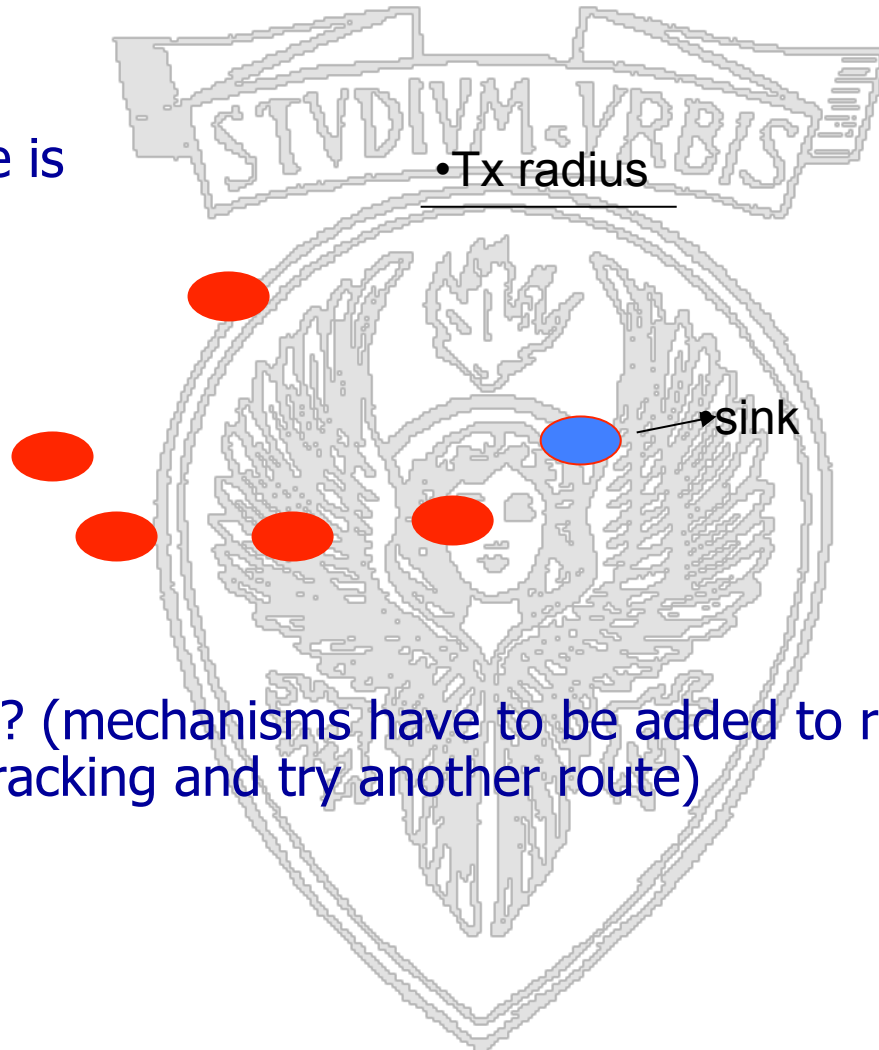 STVDIVM VRBIS
e is
•Tx radius
•sink
? (mechanisms have to be added to r
racking and try another route)